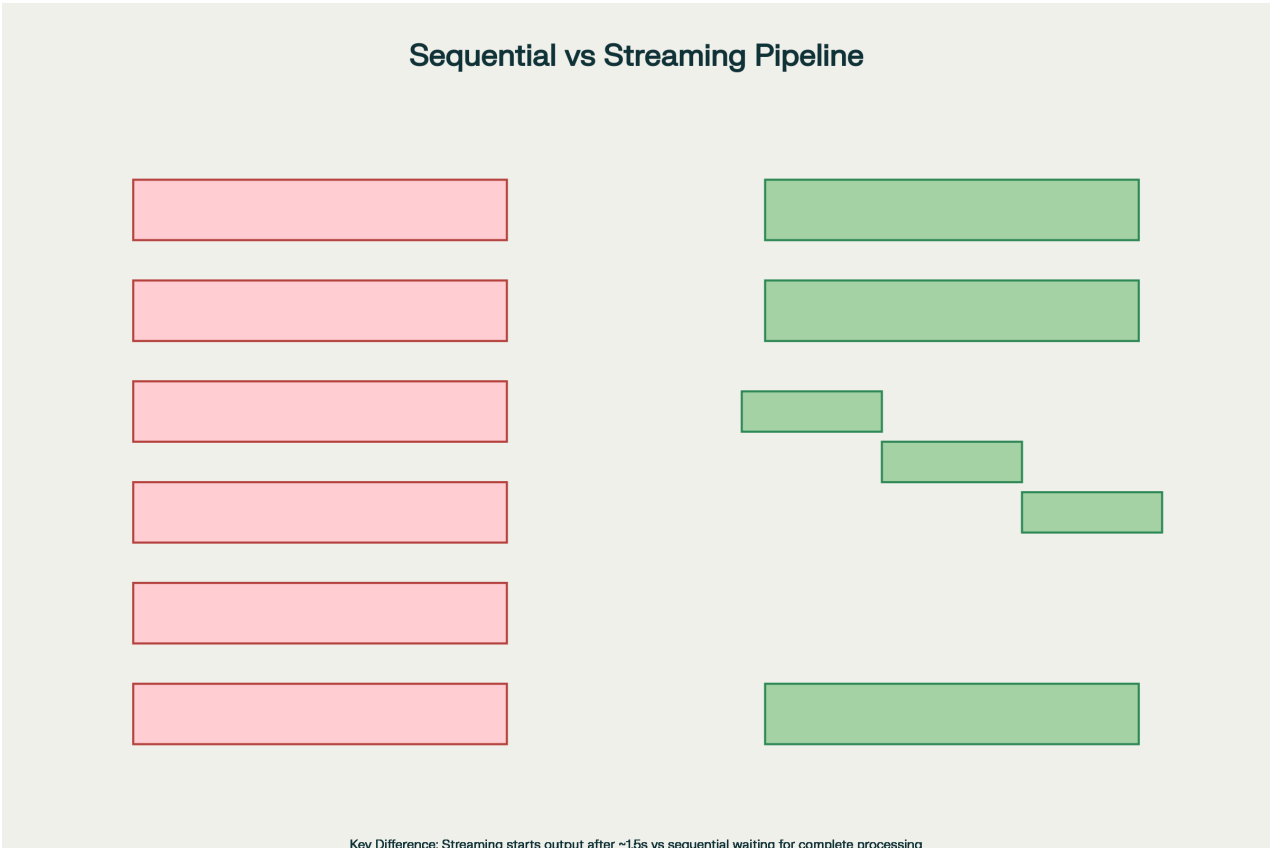 Sequential vs Streaming Pipeline
Key Difference: Streaming starts output after ~1.5s vs sequential waiting for complete processing